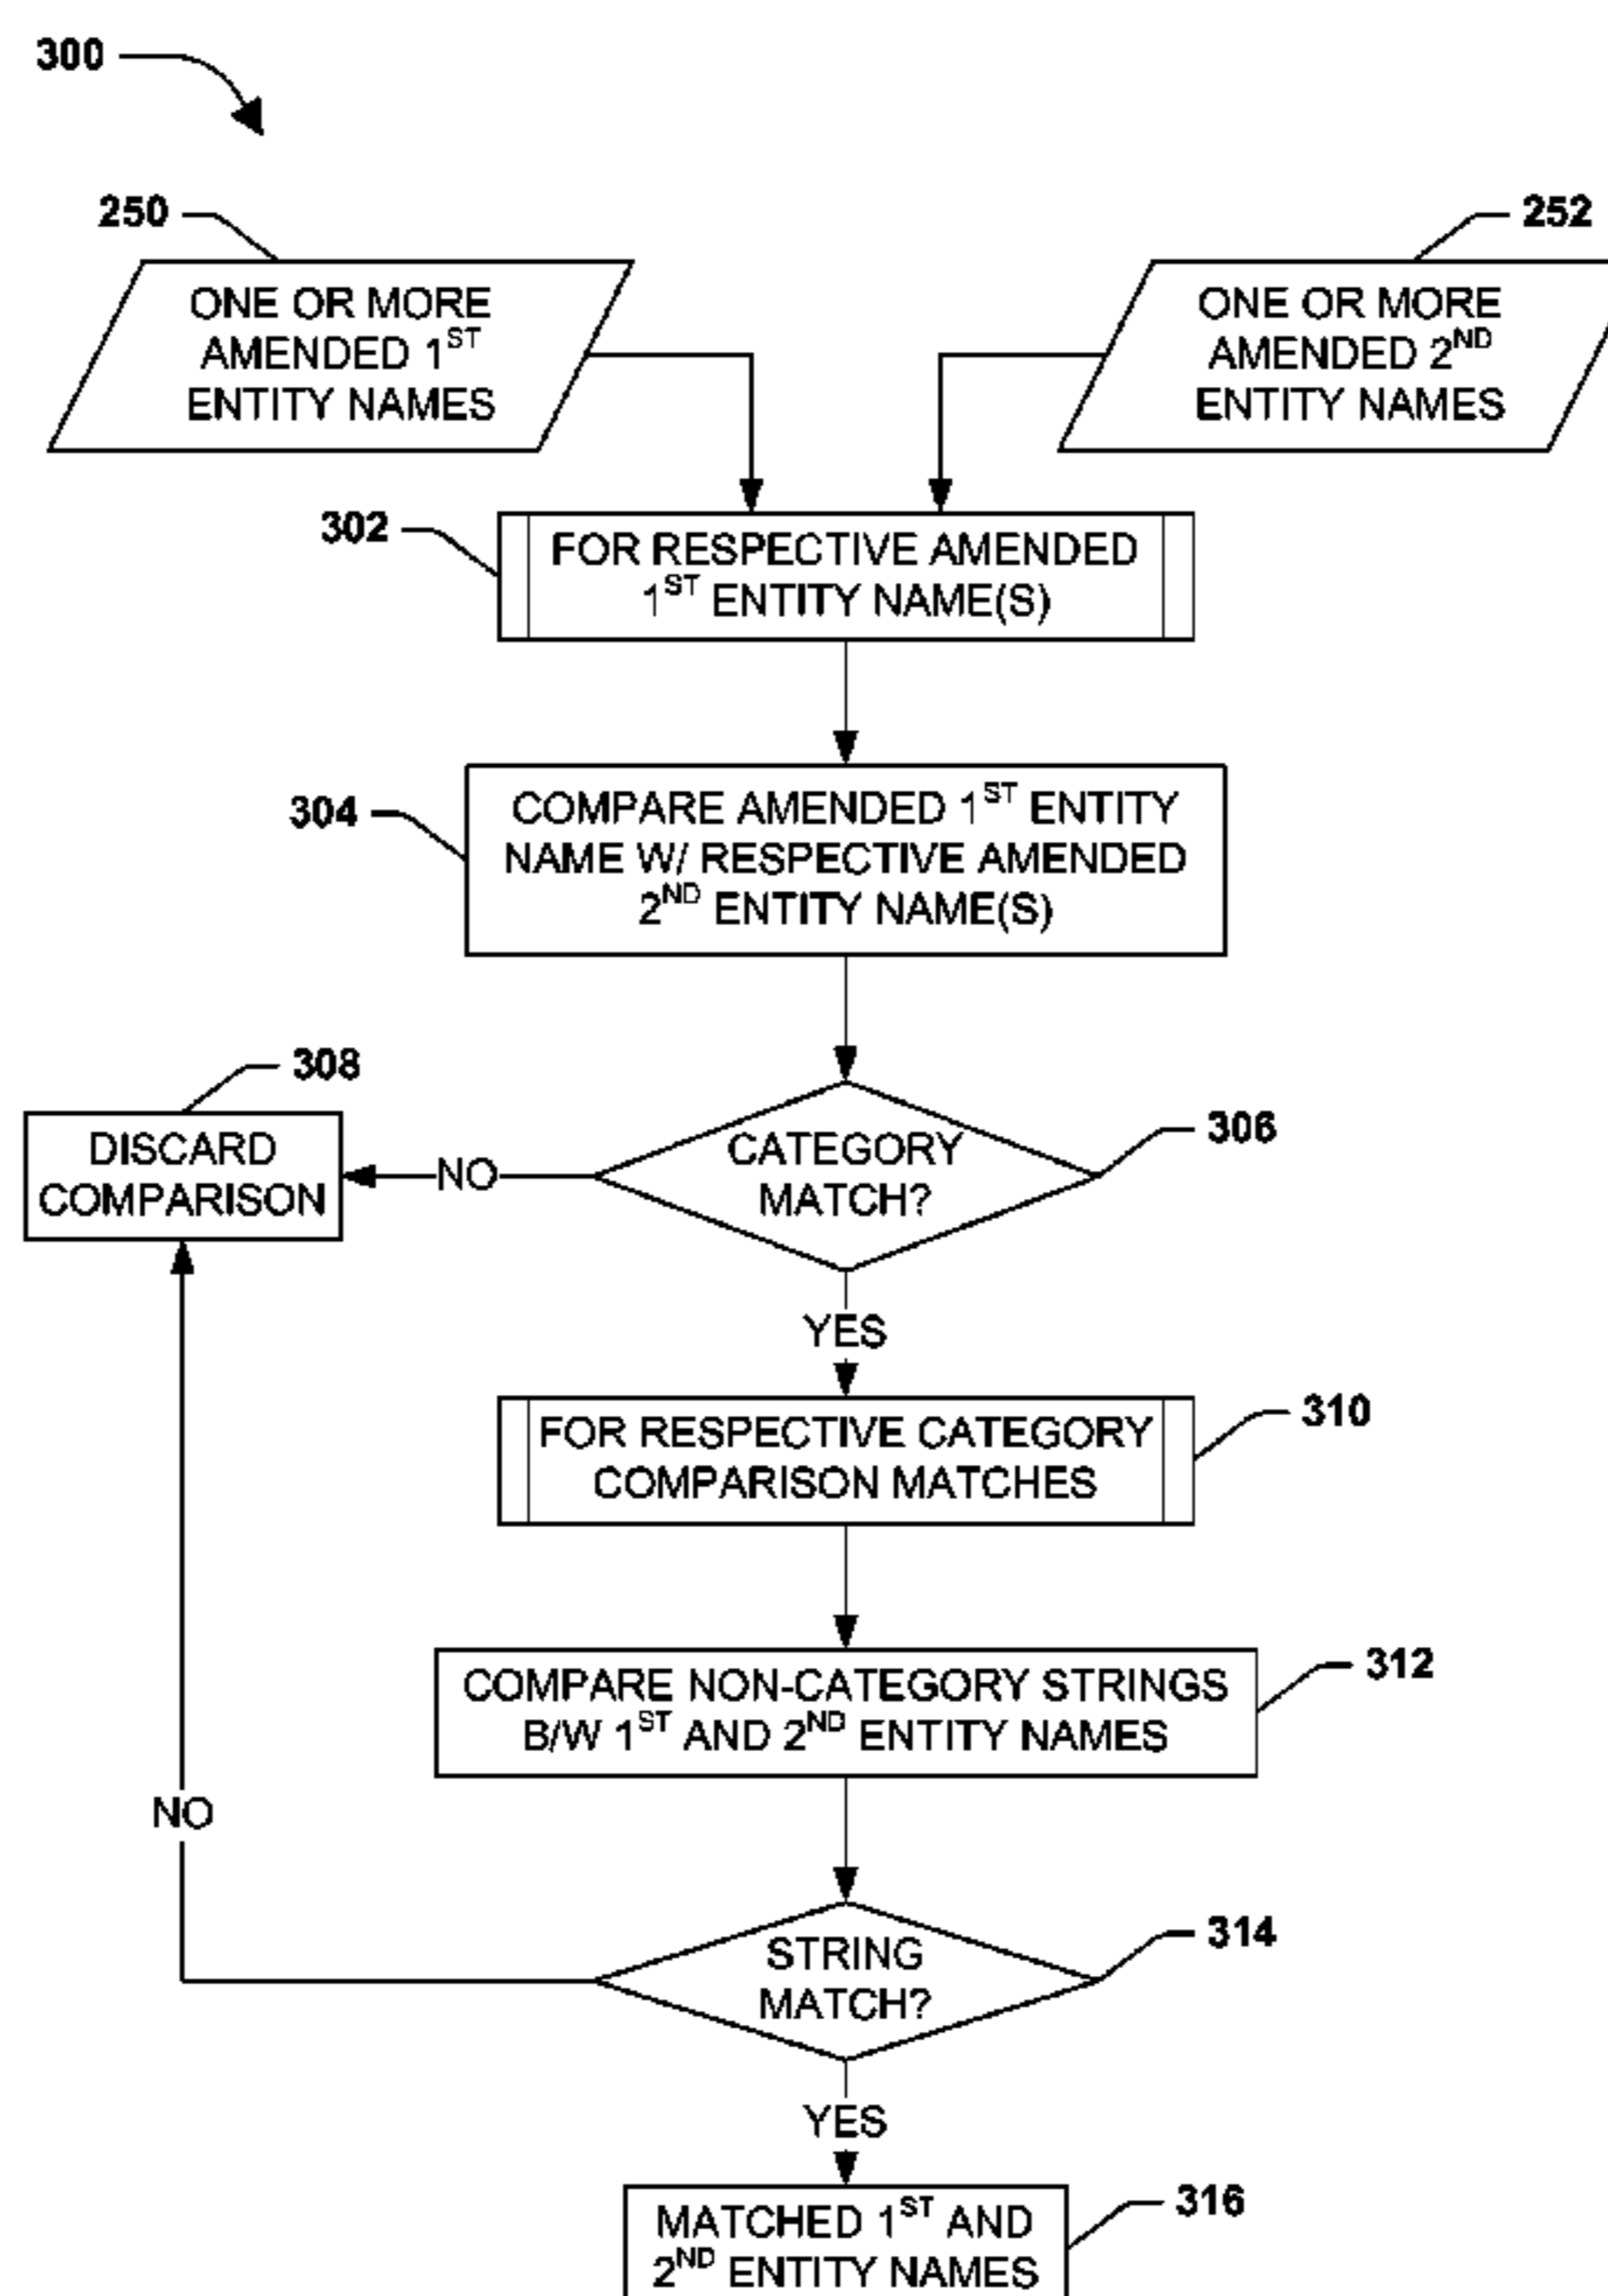 300
250
252
ONE OR MORE
AMENDED 1ST
ENTITY NAMES
ONE OR MORE
AMENDED 2ND
ENTITY NAMES
302
FOR RESPECTIVE AMENDED
1ST ENTITY NAME(S)
304
COMPARE AMENDED 1ST ENTITY
NAME W/ RESPECTIVE AMENDED
2ND ENTITY NAME(S)
308
DISCARD
COMPARISON
NO
CATEGORY
MATCH?
306
YES
FOR RESPECTIVE CATEGORY
COMPARISON MATCHES
310
COMPARE NON-CATEGORY STRINGS
B/W 1ST AND 2ND ENTITY NAMES
312
NO
STRING
MATCH?
314
YES
MATCHED 1ST AND
2ND ENTITY NAMES
316